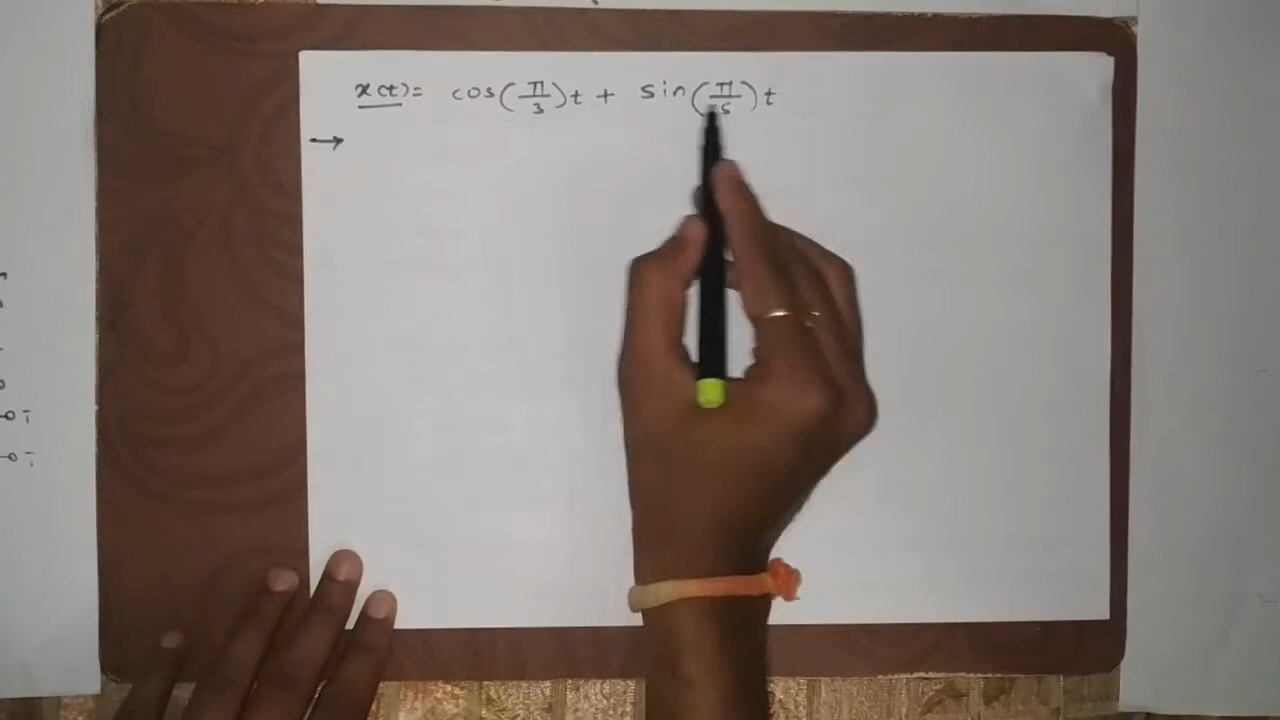 x(t)= cos(π/3)t + sin(π/5)t
→